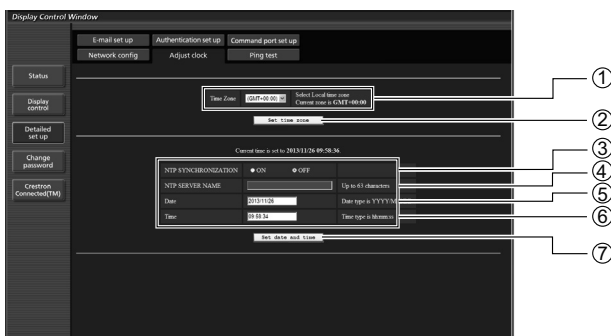 Display Control Window
E-mail set up
Authentication set up
Command port set up
Network config
Adjust clock
Ping test
Status
Display control
Detailed set up
Change password
Crestron Connected(TM)
Time Zone
(GMT+00:00)
Select Local time zone
Current zone is GMT+00:00
Set time zone
Current time is set to 2013/11/26 09:58:36.
NTP SYNCHRONIZATION
ON
OFF
NTP SERVER NAME
Up to 63 characters
Date
2013/11/26
Date type is YYYY/M
Time
09:58:34
Time type is hh:mm:ss
Set date and time
①
②
③
④
⑤
⑥
⑦